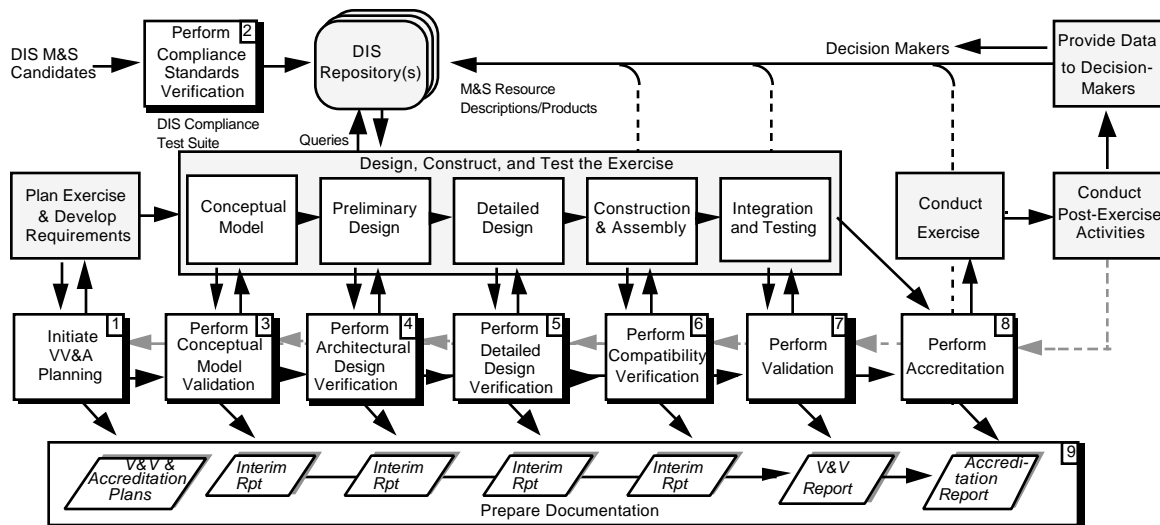 DIS M&S
Candidates
2
Perform
Compliance
Standards
Verification
DIS Compliance
Test Suite
DIS
Repository(s)
Queries
M&S Resource
Descriptions/Products
Decision Makers
Provide Data
to Decision-
Makers
Plan Exercise
& Develop
Requirements
Design, Construct, and Test the Exercise
Conceptual
Model
Preliminary
Design
Detailed
Design
Construction
& Assembly
Integration
and Testing
Conduct
Exercise
Conduct
Post-Exercise
Activities
1
Initiate
VV&A
Planning
3
Perform
Conceptual
Model
Validation
4
Perform
Architectural
Design
Verification
5
Perform
Detailed
Design
Verification
6
Perform
Compatibility
Verification
7
Perform
Validation
8
Perform
Accreditation
9
V&V &
Accreditation
Plans
Interim
Rpt
Interim
Rpt
Interim
Rpt
Interim
Rpt
V&V
Report
Accredi-
tation
Report
Prepare Documentation